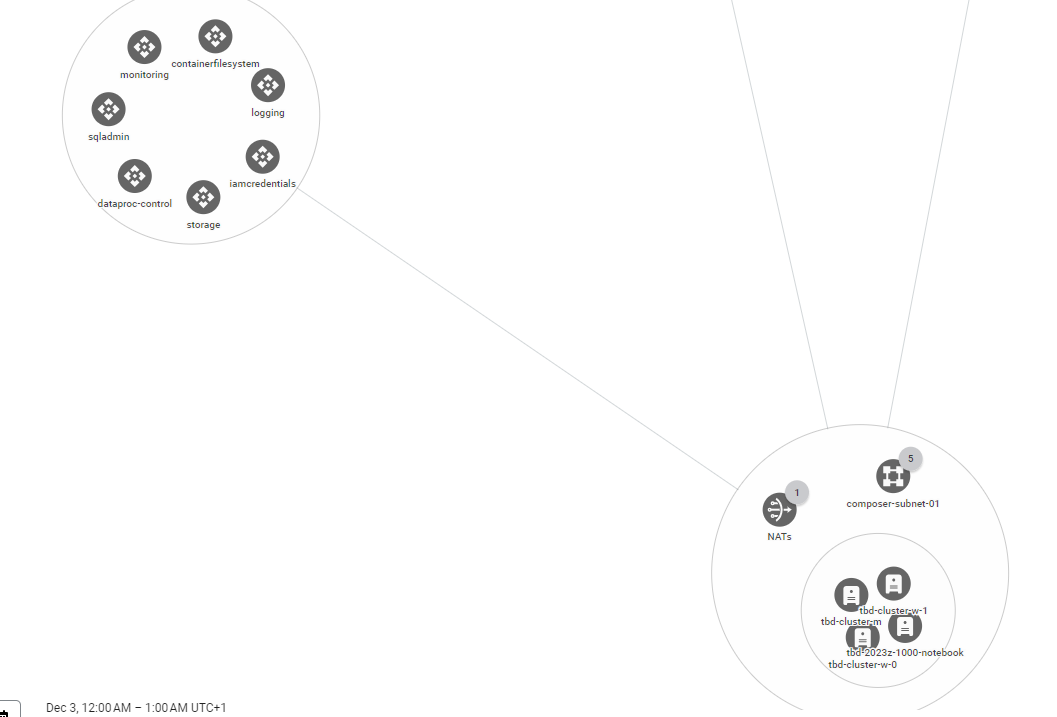 containerfilesystem
monitoring
logging
sqladmin
iamcredentials
dataproc-control
storage
5
1
composer-subnet-01
NATs
tbd-cluster-w-1
tbd-cluster-m
tbd-2023z-1000-notebook
tbd-cluster-w-0
Dec 3, 12:00 AM – 1:00 AM UTC+1